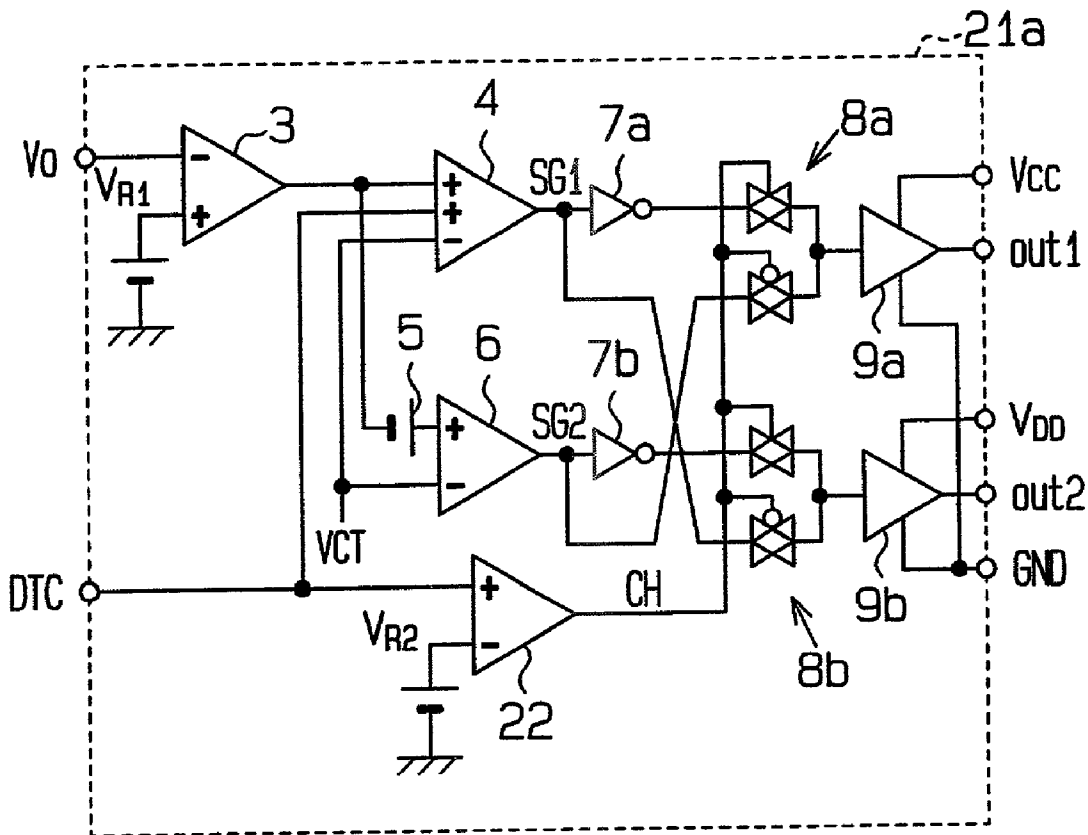 21a
3
4
7a
8a
Vo
VR1
SG1
Vcc
out1
5
6
7b
9a
SG2
VDD
out2
VCT
DTC
CH
GND
VR2
9b
8b
22